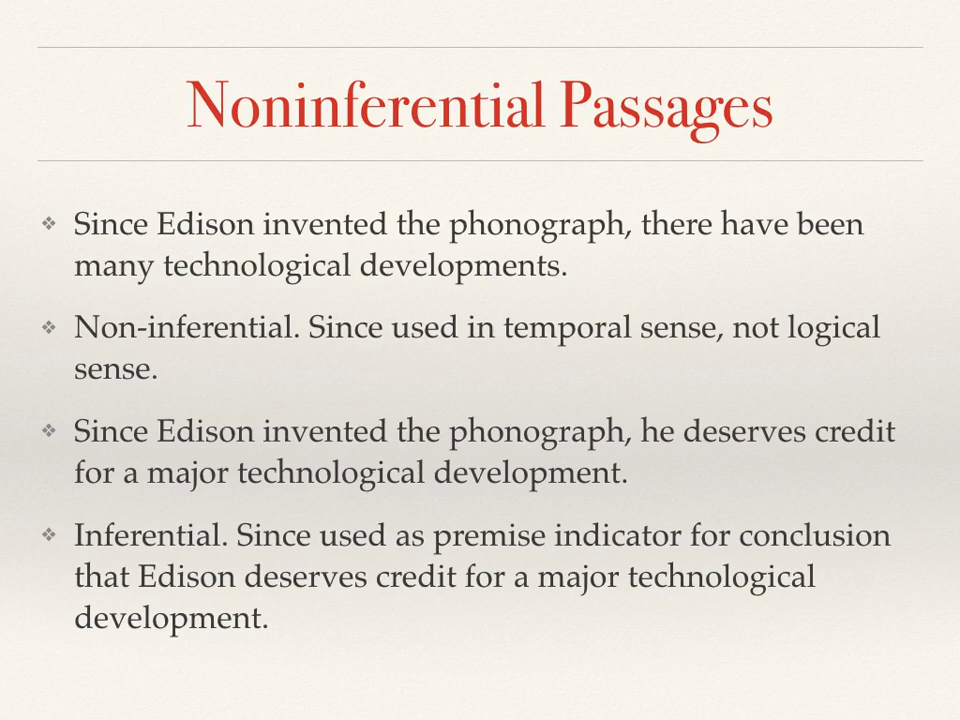 Noninferential Passages
Since Edison invented the phonograph, there have been
many technological developments.
Non-inferential. Since used in temporal sense, not logical
sense.
Since Edison invented the phonograph, he deserves credit
for a major technological development.
Inferential. Since used as premise indicator for conclusion
that Edison deserves credit for a major technological
development.